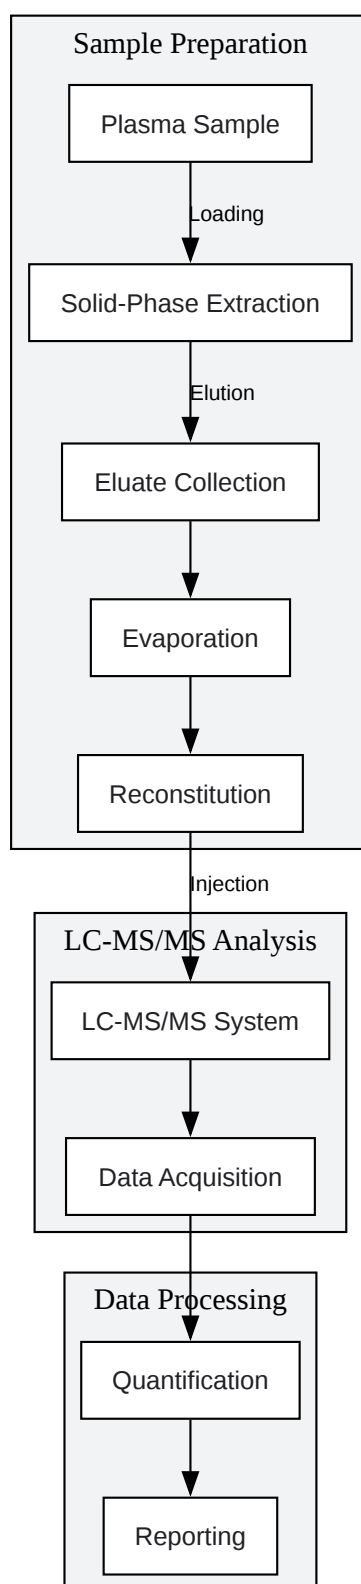 Sample Preparation
Plasma Sample
Loading
Solid-Phase Extraction
Elution
Eluate Collection
Evaporation
Reconstitution
Injection
LC-MS/MS Analysis
LC-MS/MS System
Data Acquisition
Data Processing
Quantification
Reporting